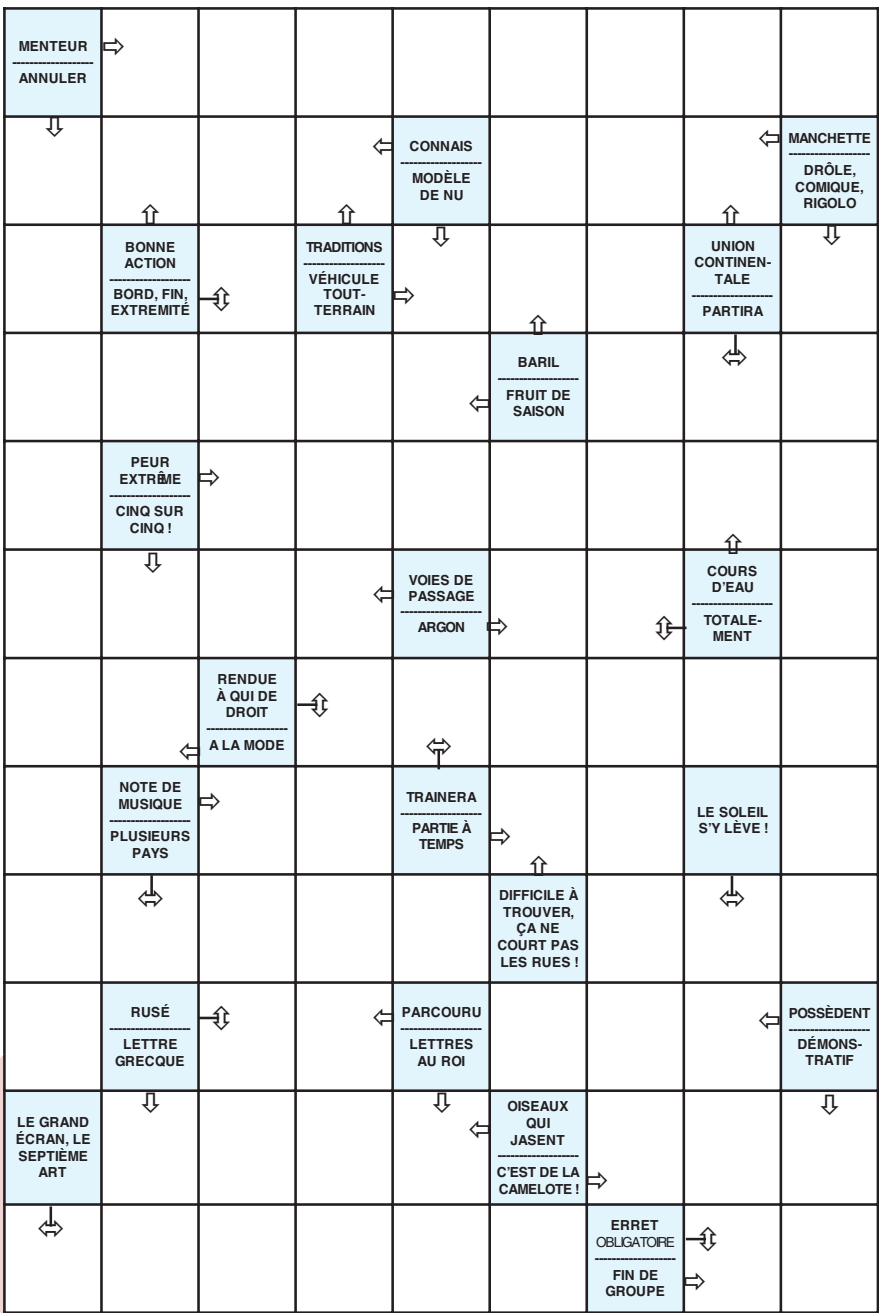 MENTEUR
ANNULER
CONNAIS
MODÈLE
DE NU
MANCHETTE
DRÔLE,
COMIQUE,
RIGOLO
BONNE
ACTION
BORD, FIN,
EXTREMITÉ
TRADITIONS
VÉHICULE
TOUT-
TERRAIN
UNION
CONTINEN-
TALE
PARTIRA
BARIL
FRUIT DE
SAISON
PEUR
EXTRÊME
CINQ SUR
CINQ !
VOIES DE
PASSAGE
ARGON
COURS
D'EAU
TOTALE-
MENT
RENDUE
À QUI DE
DROIT
A LA MODE
NOTE DE
MUSIQUE
PLUSIEURS
PAYS
TRAINERA
PARTIE À
TEMPS
LE SOLEIL
S'Y LÈVE !
DIFFICILE À
TROUVER,
ÇA NE
COURT PAS
LES RUES !
RUSÉ
LETTRE
GRECQUE
PARCOURU
LETTRES
AU ROI
POSSÈDENT
DÉMONS-
TRATIF
LE GRAND
ÉCRAN, LE
SEPTIÈME
ART
OISEAUX
QUI
JASENT
C'EST DE LA
CAMELOTE !
ERRET
OBLIGATOIRE
FIN DE
GROUPE